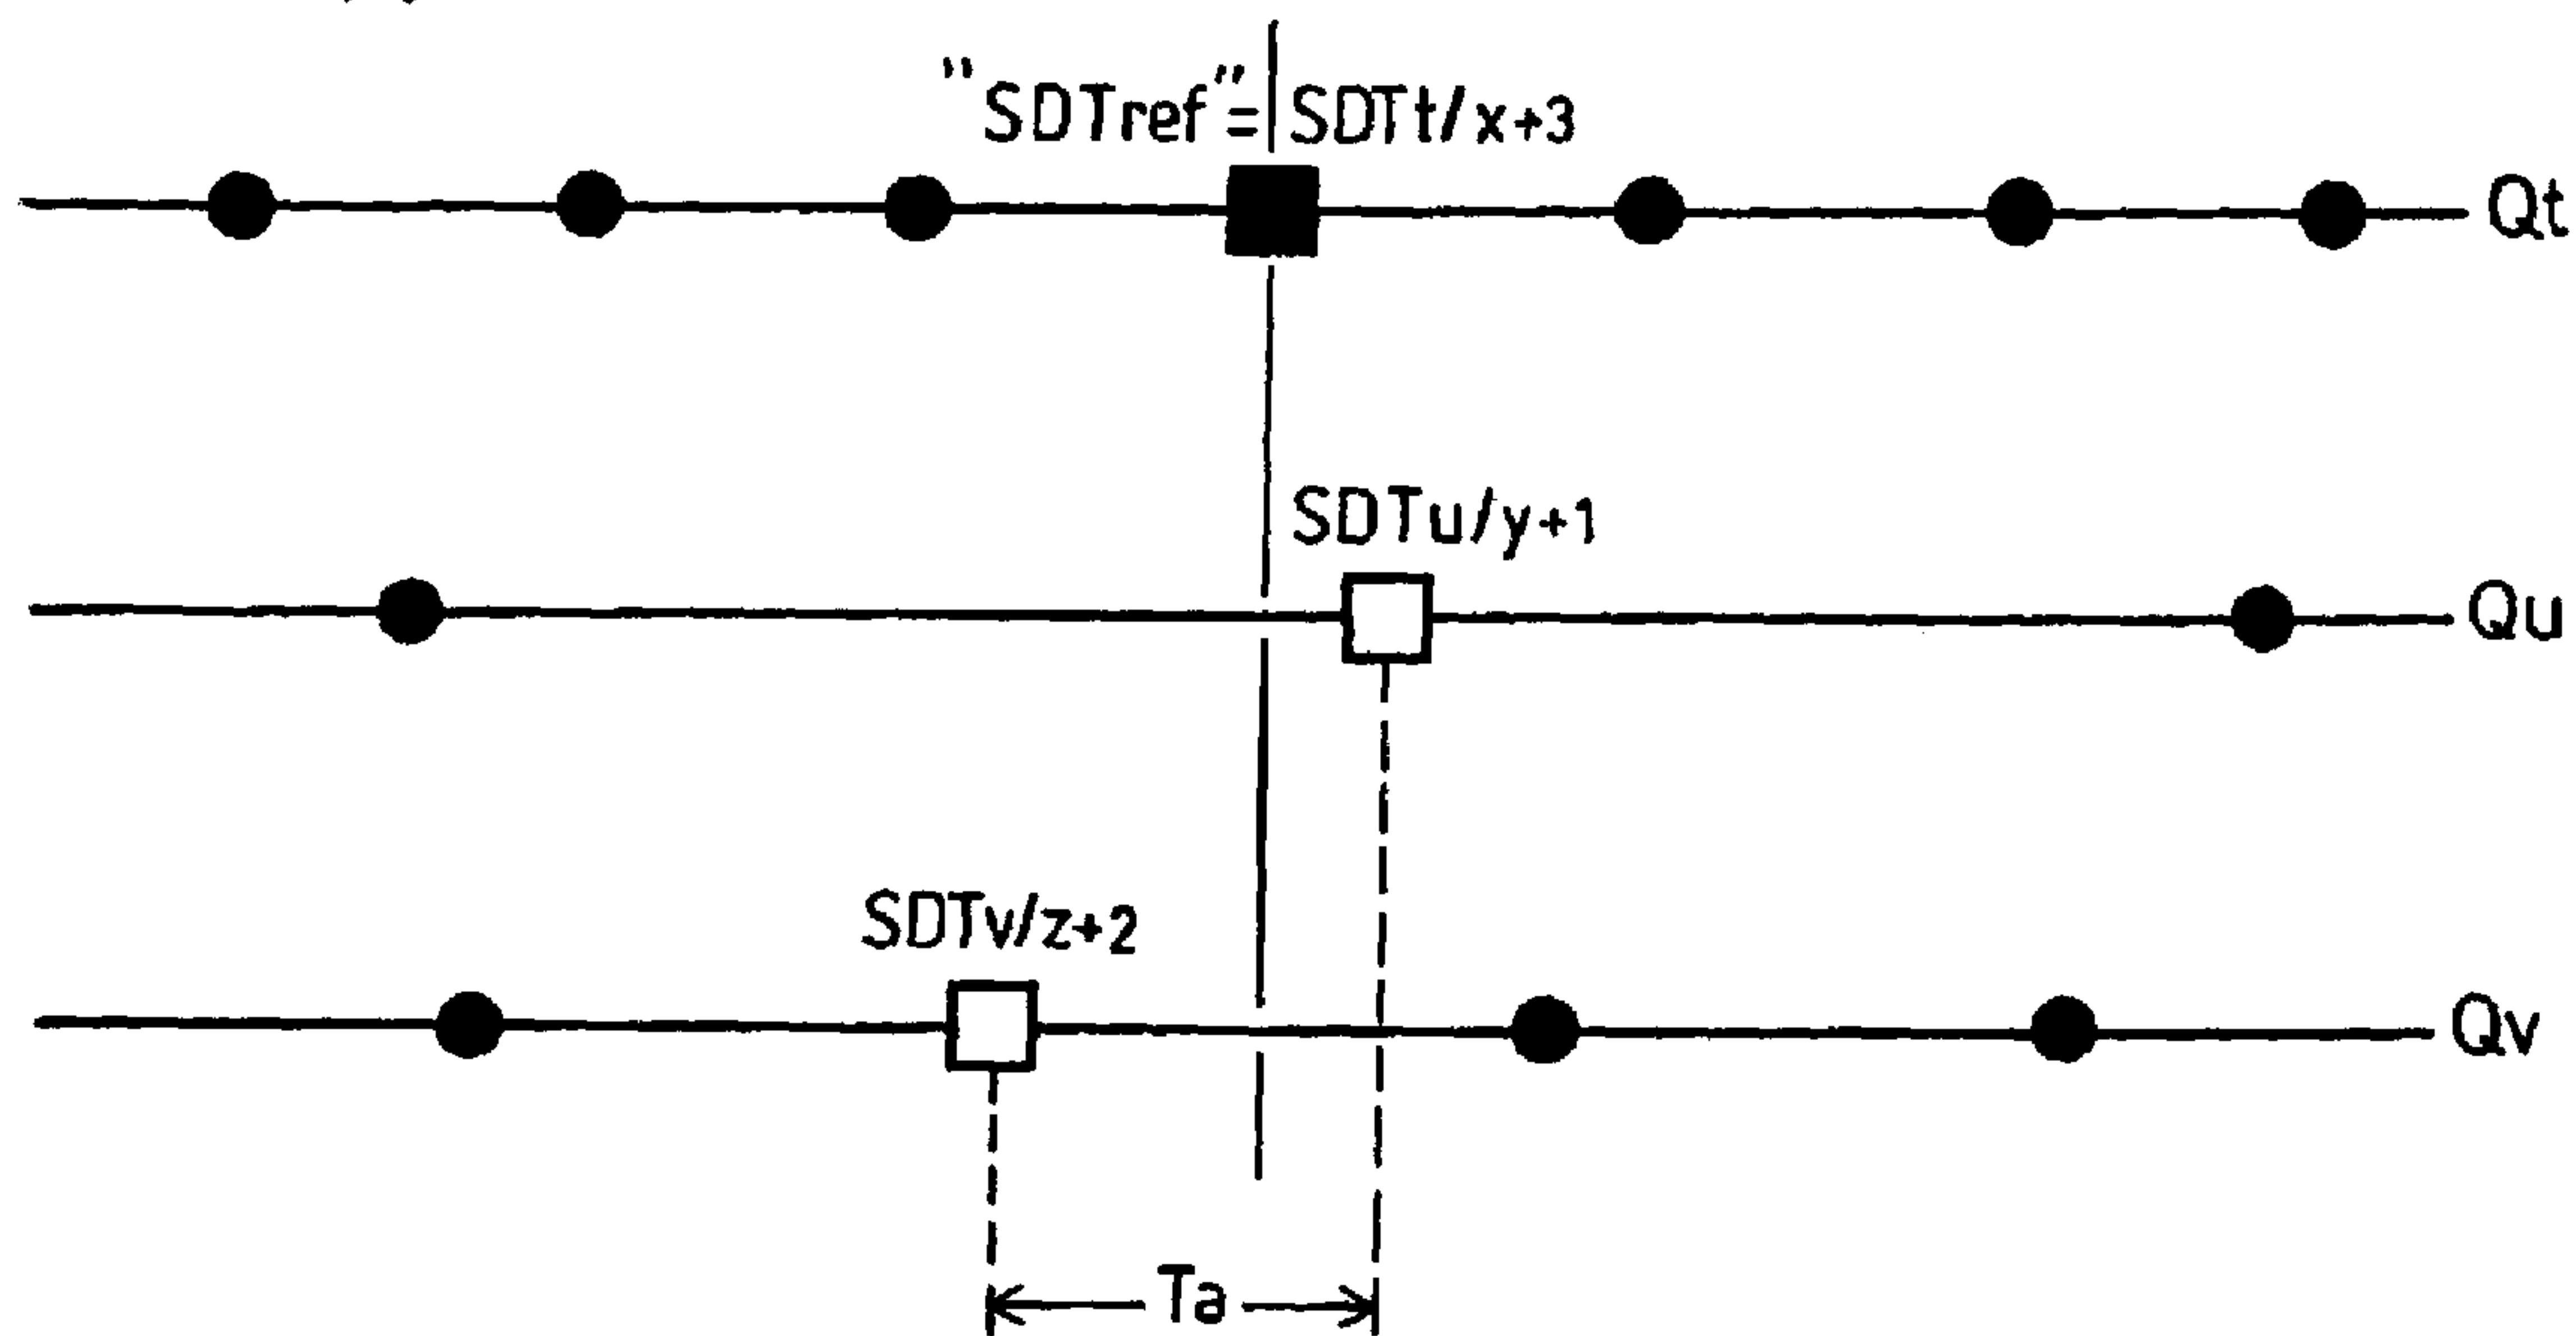 "SDTref"= SDTt/x+3
Qt
SDTu/y+1
Qu
SDTv/z+2
Qv
Ta